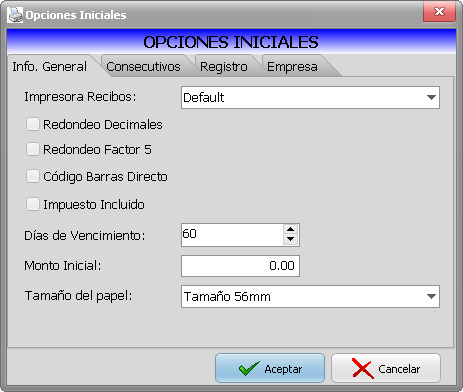 Opciones Iniciales
OPCIONES INICIALES
Info. General Consecutivos Registro Empresa
Impresora Recibos: Default
Redondeo Decimales
Redondeo Factor 5
Código Barras Directo
Impuesto Incluido
Días de Vencimiento: 60
Monto Inicial: 0.00
Tamaño del papel: Tamaño 56mm
Aceptar Cancelar